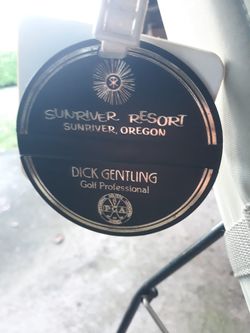 SUNRIVER RESORT
SUNRIVER, OREGON
DICK GENTLING
Golf Professional
PGA